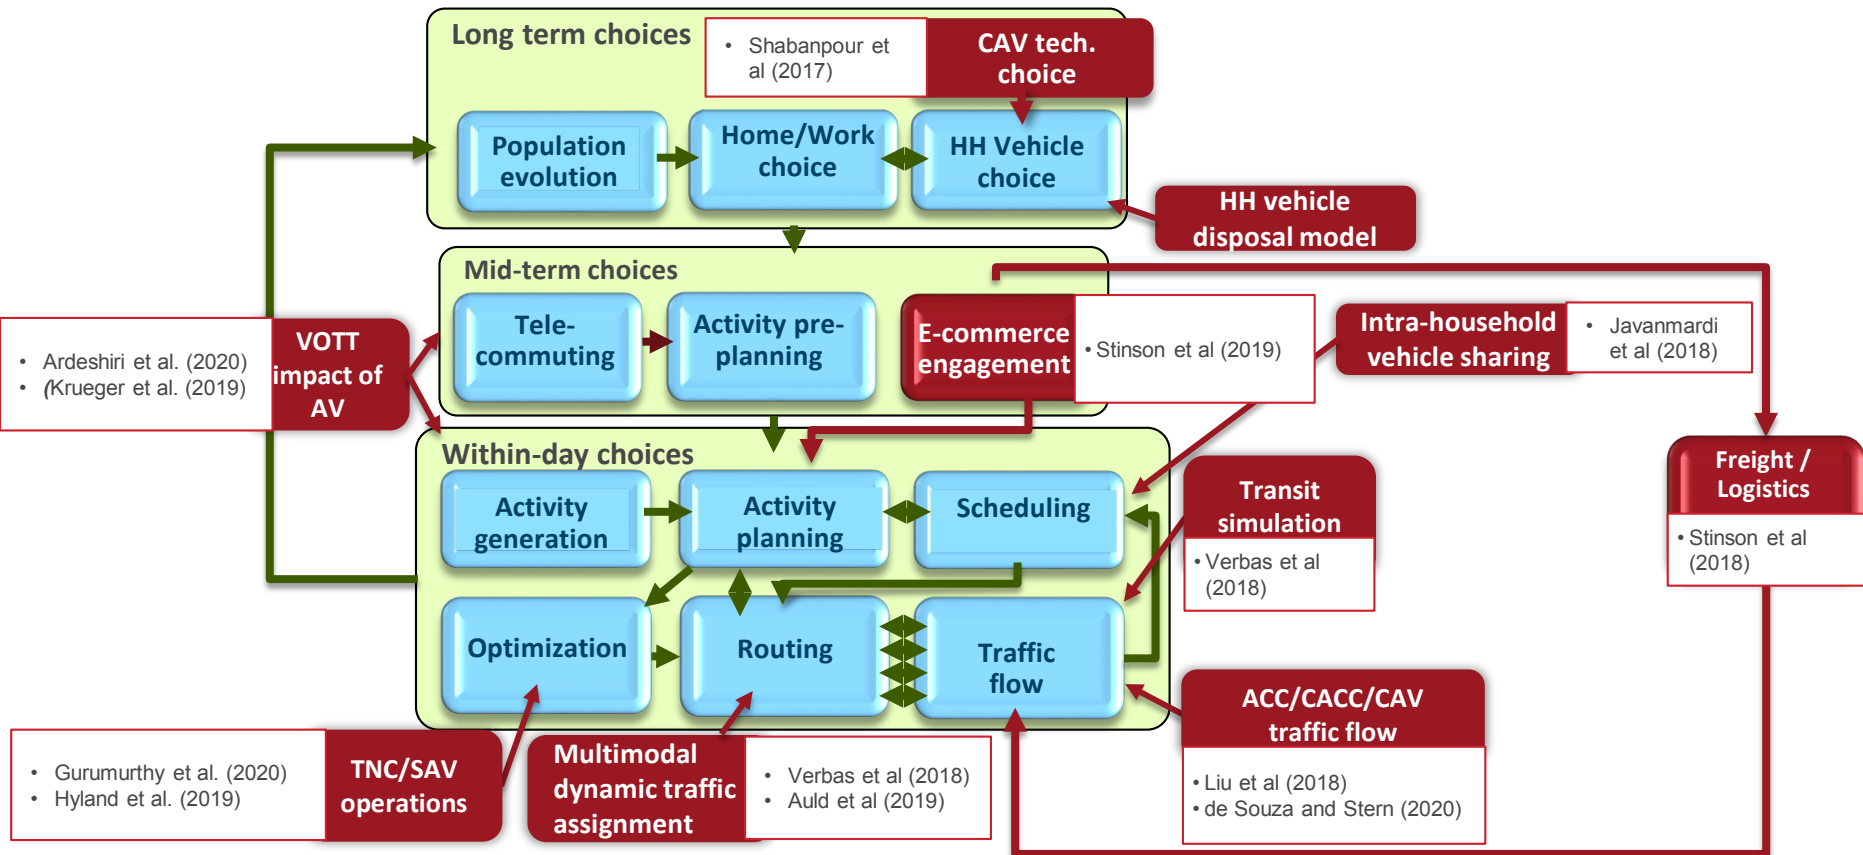 Long term choices
• Shabanpour et
al (2017)
CAV tech.
choice
Population
evolution
Home/Work
choice
HH Vehicle
choice
HH vehicle
disposal model
Mid-term choices
Tele-
commuting
Activity pre-
planning
E-commerce
engagement
• Stinson et al (2019)
Intra-household
vehicle sharing
• Javanmardi
et al (2018)
• Ardeshiri et al. (2020)
• (Krueger et al. (2019)
VOTT
impact of
AV
Within-day choices
Activity
generation
Activity
planning
Scheduling
Transit
simulation
• Verbas et al
(2018)
Freight /
Logistics
• Stinson et al
(2018)
Optimization
Routing
Traffic
flow
ACC/CACC/CAV
traffic flow
• Liu et al (2018)
• de Souza and Stern (2020)
• Gurumurthy et al. (2020)
• Hyland et al. (2019)
TNC/SAV
operations
Multimodal
dynamic traffic
assignment
• Verbas et al (2018)
• Auld et al (2019)